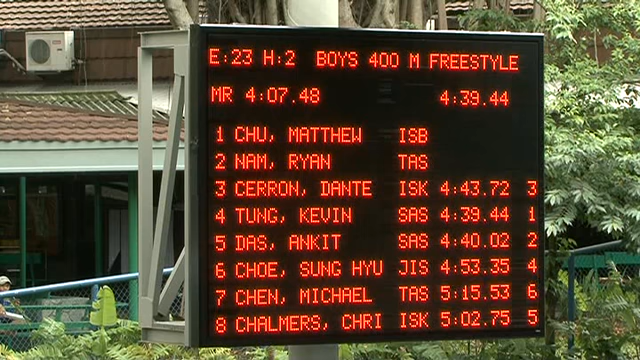 E:23 H:2 BOYS 400 M FREESTYLE
MR 4:07.48 4:39.44
1 CHU, MATTHEW ISB
2 NAM, RYAN TAS
3 CERRON, DANTE ISK 4:43.72 3
4 TUNG, KEVIN SAS 4:39.44 1
5 DAS, ANKIT SAS 4:40.02 2
6 CHOE, SUNG HYU JIS 4:53.35 4
7 CHEN, MICHAEL TAS 5:15.53 6
8 CHALMERS, CHRI ISK 5:02.75 5